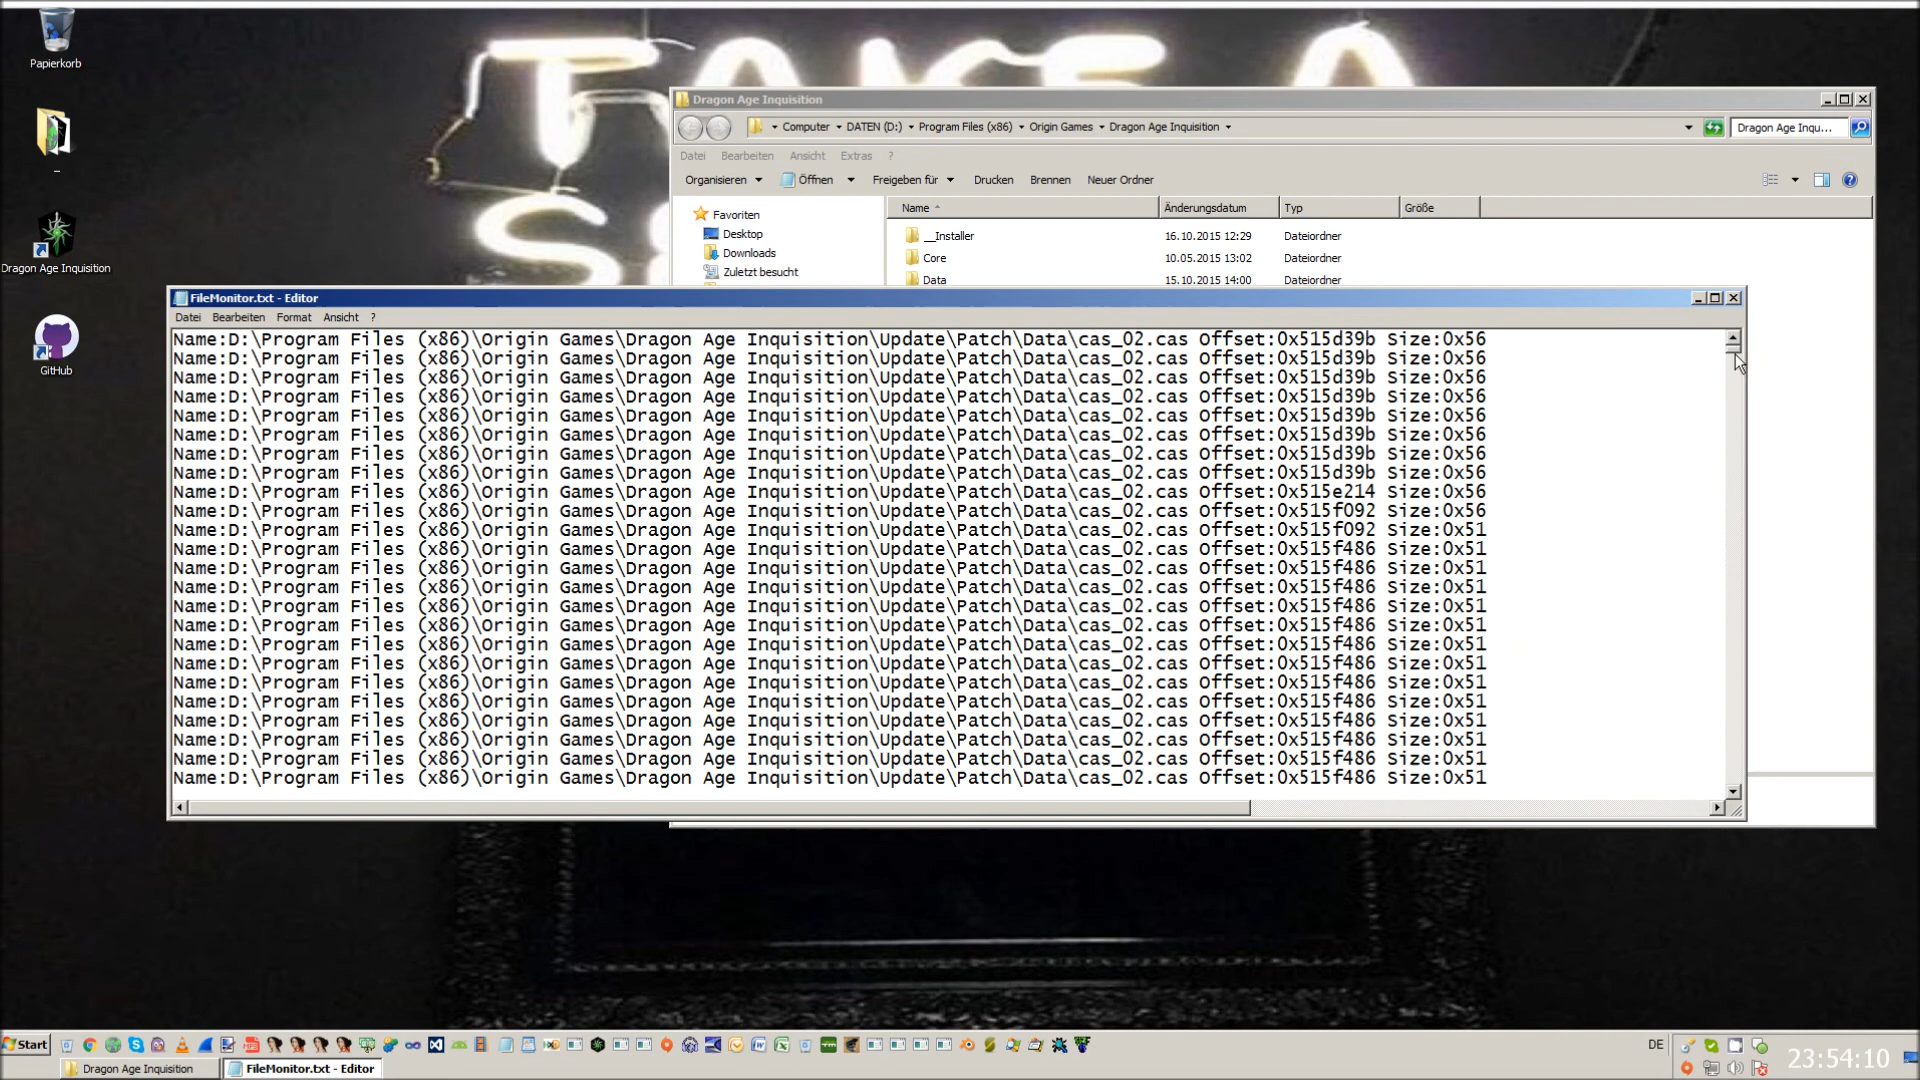 TAKE A
Papierkorb
_
Dragon Age Inquisition
GitHub
Dragon Age Inquisition
Computer DATEN (D:) Program Files (x86) Origin Games Dragon Age Inquisition
Dragon Age Inqu...
Datei Bearbeiten Ansicht Extras ?
Organisieren Öffnen Freigeben für Drucken Brennen Neuer Ordner
Name Änderungsdatum Typ Größe
Favoriten
Desktop
Downloads
Zuletzt besucht
__Installer 16.10.2015 12:29 Dateiordner
Core 10.05.2015 13:02 Dateiordner
Data 15.10.2015 14:00 Dateiordner
FileMonitor.txt - Editor
Datei Bearbeiten Format Ansicht ?
Name:D:\Program Files (x86)\Origin Games\Dragon Age Inquisition\Update\Patch\Data\cas_02.cas Offset:0x515d39b Size:0x56
Name:D:\Program Files (x86)\Origin Games\Dragon Age Inquisition\Update\Patch\Data\cas_02.cas Offset:0x515d39b Size:0x56
Name:D:\Program Files (x86)\Origin Games\Dragon Age Inquisition\Update\Patch\Data\cas_02.cas Offset:0x515d39b Size:0x56
Name:D:\Program Files (x86)\Origin Games\Dragon Age Inquisition\Update\Patch\Data\cas_02.cas Offset:0x515d39b Size:0x56
Name:D:\Program Files (x86)\Origin Games\Dragon Age Inquisition\Update\Patch\Data\cas_02.cas Offset:0x515d39b Size:0x56
Name:D:\Program Files (x86)\Origin Games\Dragon Age Inquisition\Update\Patch\Data\cas_02.cas Offset:0x515d39b Size:0x56
Name:D:\Program Files (x86)\Origin Games\Dragon Age Inquisition\Update\Patch\Data\cas_02.cas Offset:0x515d39b Size:0x56
Name:D:\Program Files (x86)\Origin Games\Dragon Age Inquisition\Update\Patch\Data\cas_02.cas Offset:0x515d39b Size:0x56
Name:D:\Program Files (x86)\Origin Games\Dragon Age Inquisition\Update\Patch\Data\cas_02.cas Offset:0x515e214 Size:0x56
Name:D:\Program Files (x86)\Origin Games\Dragon Age Inquisition\Update\Patch\Data\cas_02.cas Offset:0x515f092 Size:0x56
Name:D:\Program Files (x86)\Origin Games\Dragon Age Inquisition\Update\Patch\Data\cas_02.cas Offset:0x515f092 Size:0x51
Name:D:\Program Files (x86)\Origin Games\Dragon Age Inquisition\Update\Patch\Data\cas_02.cas Offset:0x515f486 Size:0x51
Name:D:\Program Files (x86)\Origin Games\Dragon Age Inquisition\Update\Patch\Data\cas_02.cas Offset:0x515f486 Size:0x51
Name:D:\Program Files (x86)\Origin Games\Dragon Age Inquisition\Update\Patch\Data\cas_02.cas Offset:0x515f486 Size:0x51
Name:D:\Program Files (x86)\Origin Games\Dragon Age Inquisition\Update\Patch\Data\cas_02.cas Offset:0x515f486 Size:0x51
Name:D:\Program Files (x86)\Origin Games\Dragon Age Inquisition\Update\Patch\Data\cas_02.cas Offset:0x515f486 Size:0x51
Name:D:\Program Files (x86)\Origin Games\Dragon Age Inquisition\Update\Patch\Data\cas_02.cas Offset:0x515f486 Size:0x51
Name:D:\Program Files (x86)\Origin Games\Dragon Age Inquisition\Update\Patch\Data\cas_02.cas Offset:0x515f486 Size:0x51
Name:D:\Program Files (x86)\Origin Games\Dragon Age Inquisition\Update\Patch\Data\cas_02.cas Offset:0x515f486 Size:0x51
Name:D:\Program Files (x86)\Origin Games\Dragon Age Inquisition\Update\Patch\Data\cas_02.cas Offset:0x515f486 Size:0x51
Name:D:\Program Files (x86)\Origin Games\Dragon Age Inquisition\Update\Patch\Data\cas_02.cas Offset:0x515f486 Size:0x51
Name:D:\Program Files (x86)\Origin Games\Dragon Age Inquisition\Update\Patch\Data\cas_02.cas Offset:0x515f486 Size:0x51
Name:D:\Program Files (x86)\Origin Games\Dragon Age Inquisition\Update\Patch\Data\cas_02.cas Offset:0x515f486 Size:0x51
Name:D:\Program Files (x86)\Origin Games\Dragon Age Inquisition\Update\Patch\Data\cas_02.cas Offset:0x515f486 Size:0x51
Start
DE
23:54:10
Dragon Age Inquisition
FileMonitor.txt - Editor